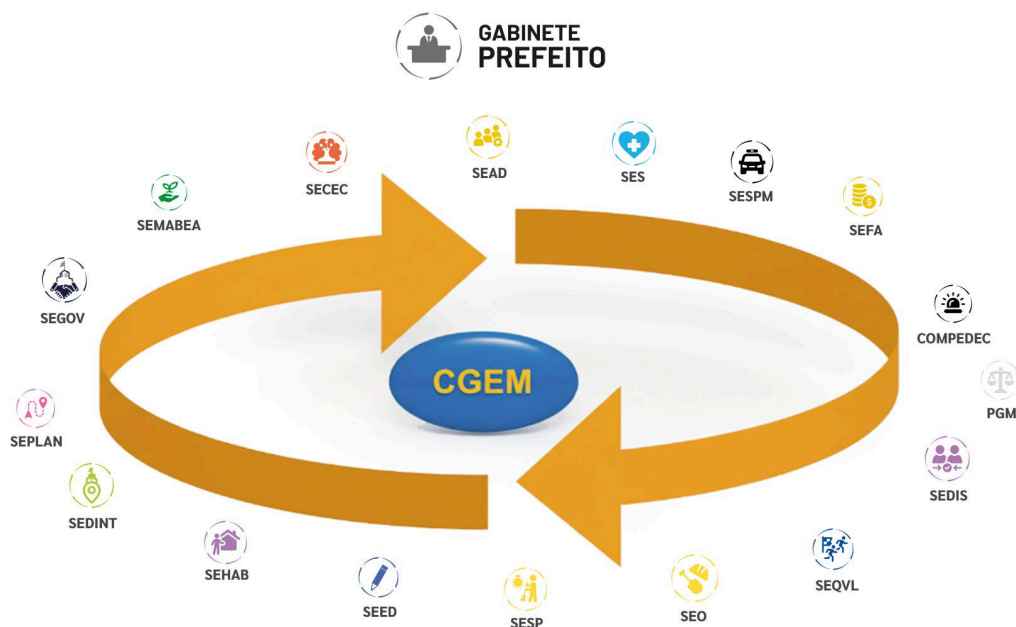 GABINETE
PREFEITO
SEAD
SES
SECEC
SESPM
SEMABEA
SEFA
SEGOV
COMPEDEC
CGEM
PGM
SEPLAN
SEDIS
SEDINT
SEHAB
SEQVL
SEED
SEO
SESP